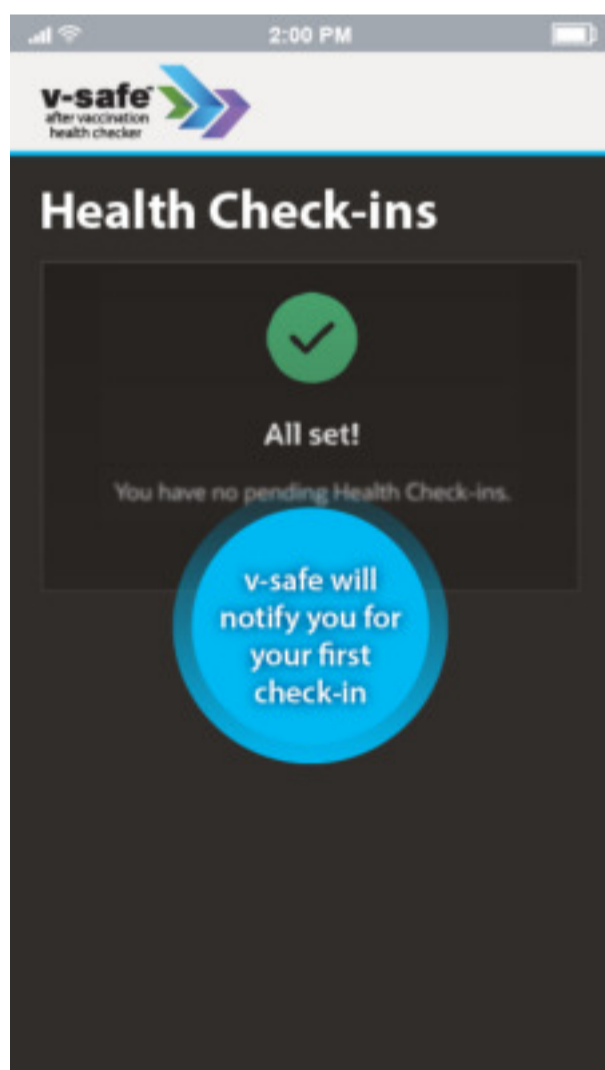 2:00 PM
v-safe™
after vaccination
health checker
Health Check-ins
All set!
You have no pending Health Check-ins.
v-safe will
notify you for
your first
check-in